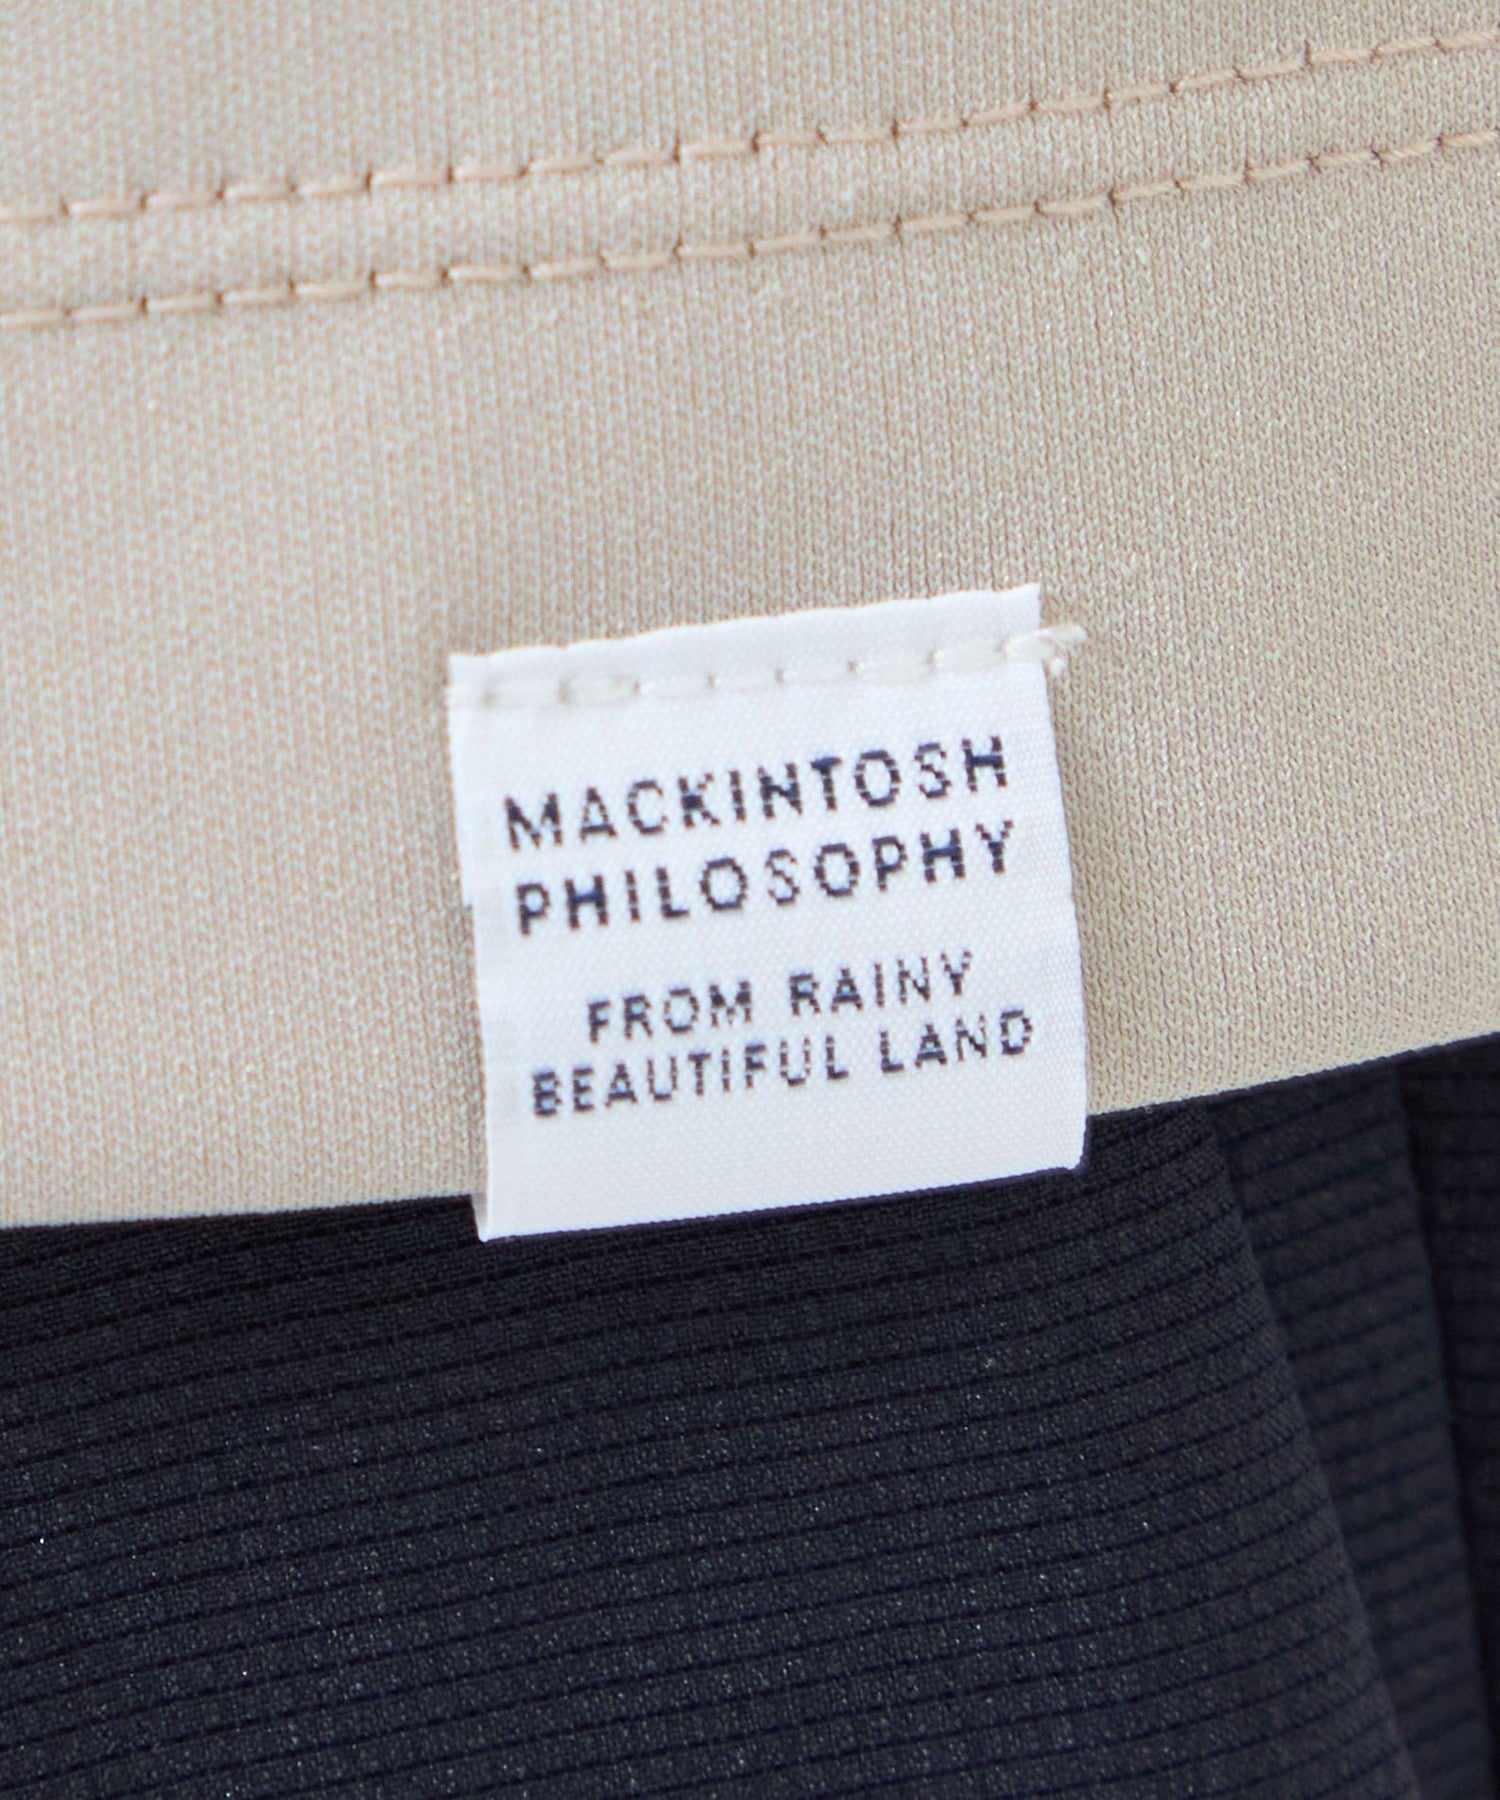 MACKINTOSH
PHILOSOPHY
FROM RAINY
BEAUTIFUL LAND